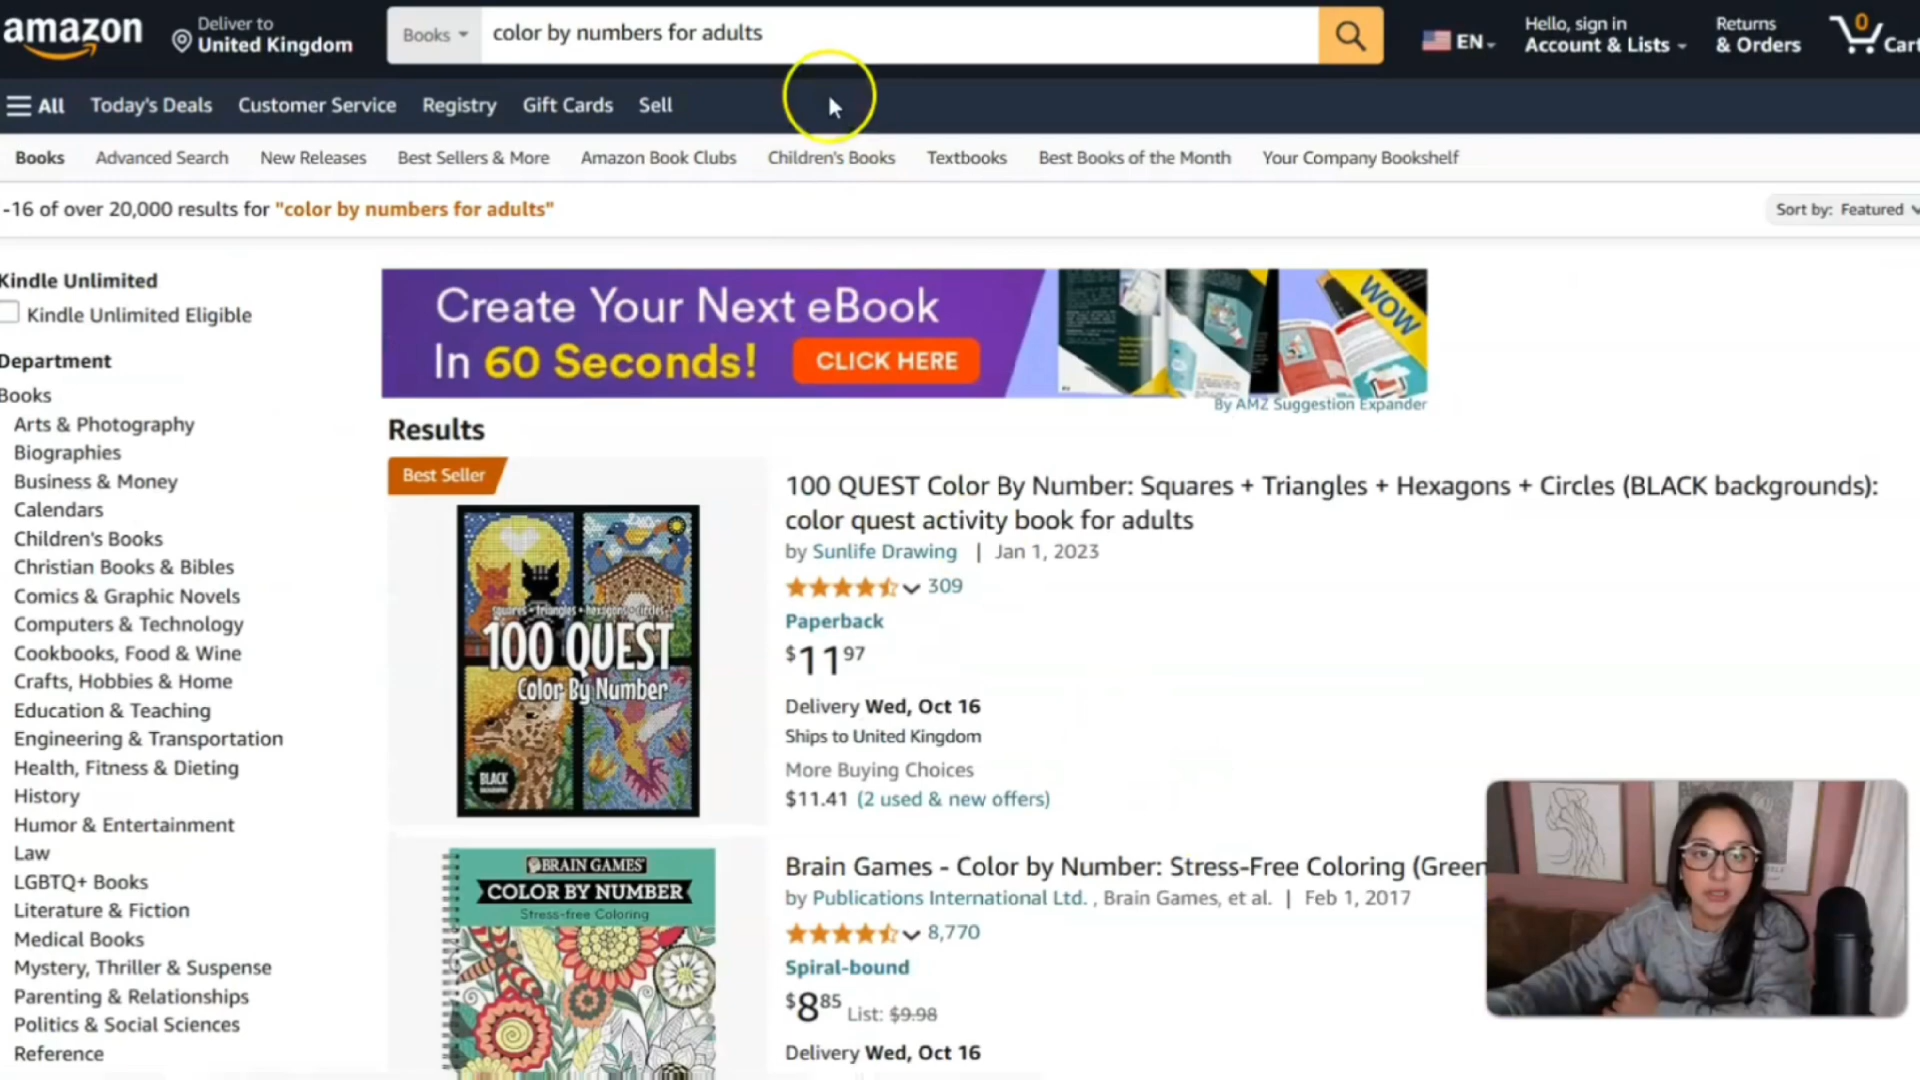 amazon
Deliver to
United Kingdom
Books
color by numbers for adults
EN
Hello, sign in
Account & Lists
Returns
& Orders
0
Cart
All
Today's Deals
Customer Service
Registry
Gift Cards
Sell
Books
Advanced Search
New Releases
Best Sellers & More
Amazon Book Clubs
Children's Books
Textbooks
Best Books of the Month
Your Company Bookshelf
-16 of over 20,000 results for "color by numbers for adults"
Sort by: Featured
Kindle Unlimited
Kindle Unlimited Eligible
Department
Books
Arts & Photography
Biographies
Business & Money
Calendars
Children's Books
Christian Books & Bibles
Comics & Graphic Novels
Computers & Technology
Cookbooks, Food & Wine
Crafts, Hobbies & Home
Education & Teaching
Engineering & Transportation
Health, Fitness & Dieting
History
Humor & Entertainment
Law
LGBTQ+ Books
Literature & Fiction
Medical Books
Mystery, Thriller & Suspense
Parenting & Relationships
Politics & Social Sciences
Reference
Create Your Next eBook
In 60 Seconds!
CLICK HERE
WOW
By AMZ Suggestion Expander
Results
Best Seller
squares + triangles + hexagons + circles
100 QUEST
Color By Number
BLACK
100 QUEST Color By Number: Squares + Triangles + Hexagons + Circles (BLACK backgrounds):
color quest activity book for adults
by Sunlife Drawing | Jan 1, 2023
309
Paperback
$1197
Delivery Wed, Oct 16
Ships to United Kingdom
More Buying Choices
$11.41 (2 used & new offers)
BRAIN GAMES
COLOR BY NUMBER
Stress-free Coloring
Brain Games - Color by Number: Stress-Free Coloring (Green
by Publications International Ltd. , Brain Games, et al. | Feb 1, 2017
8,770
Spiral-bound
$885 List: $9.98
Delivery Wed, Oct 16